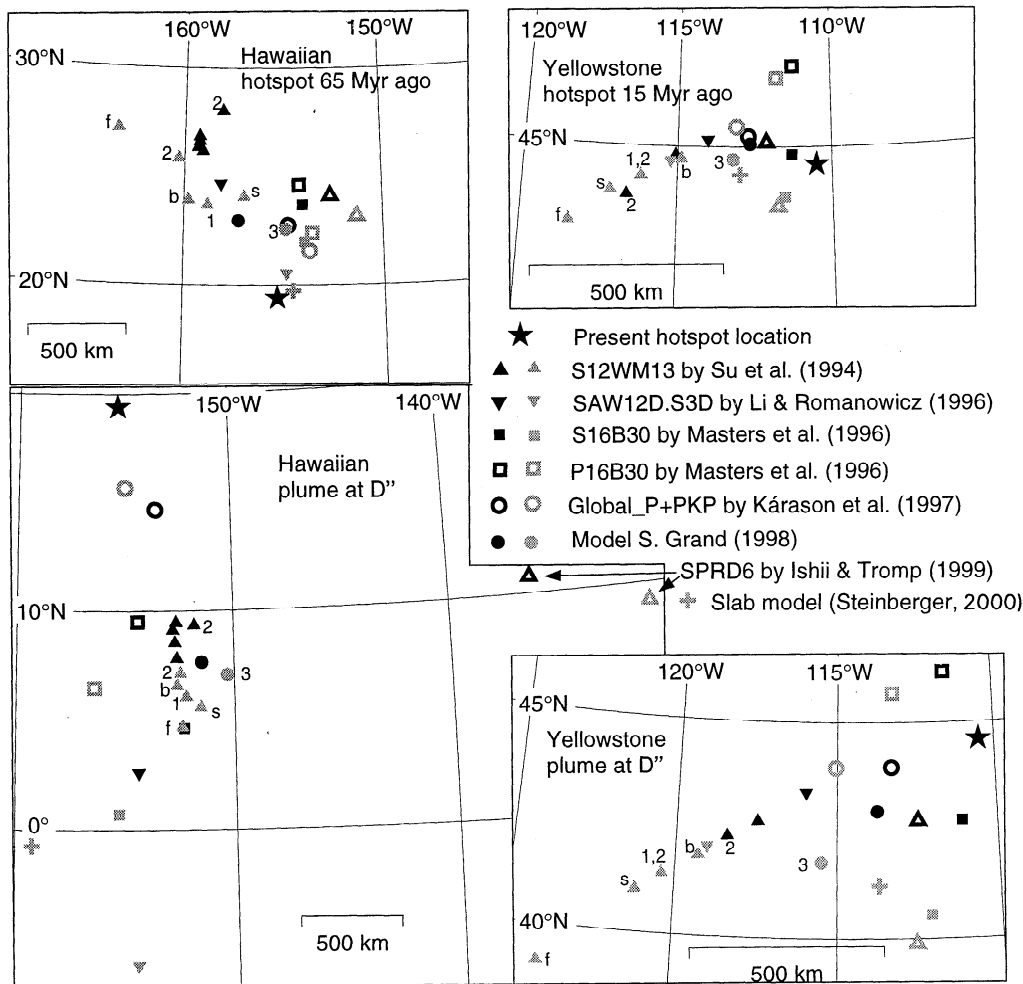 160°W 150°W
30°N
Hawaiian
hotspot 65 Myr ago
2
f
2
b
s
1
3
20°N
500 km
120°W 115°W 110°W
Yellowstone
hotspot 15 Myr ago
45°N
1,2
3
b
s
2
f
500 km
Present hotspot location
S12WM13 by Su et al. (1994)
SAW12D.S3D by Li & Romanowicz (1996)
S16B30 by Masters et al. (1996)
P16B30 by Masters et al. (1996)
Global_P+PKP by Kárason et al. (1997)
Model S. Grand (1998)
SPRD6 by Ishii & Tromp (1999)
Slab model (Steinberger, 2000)
150°W 140°W
Hawaiian
plume at D"
10°N
2
2
3
b
1
s
f
0°
500 km
120°W 115°W
45°N
Yellowstone
plume at D"
b
2
1,2
3
s
40°N
f
500 km